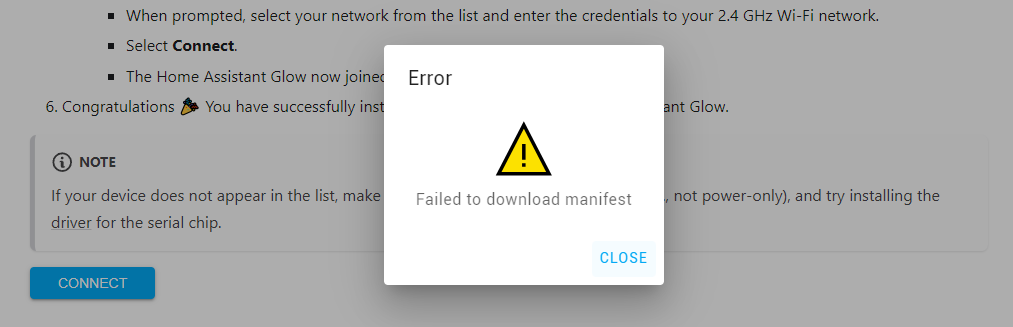 When prompted, select your network from the list and enter the credentials to your 2.4 GHz Wi-Fi network.
Select Connect.
The Home Assistant Glow now joined
6. Congratulations 🎉 You have successfully inst ant Glow.
NOTE
If your device does not appear in the list, make , not power-only), and try installing the
driver for the serial chip.
CONNECT
Error
Failed to download manifest
CLOSE